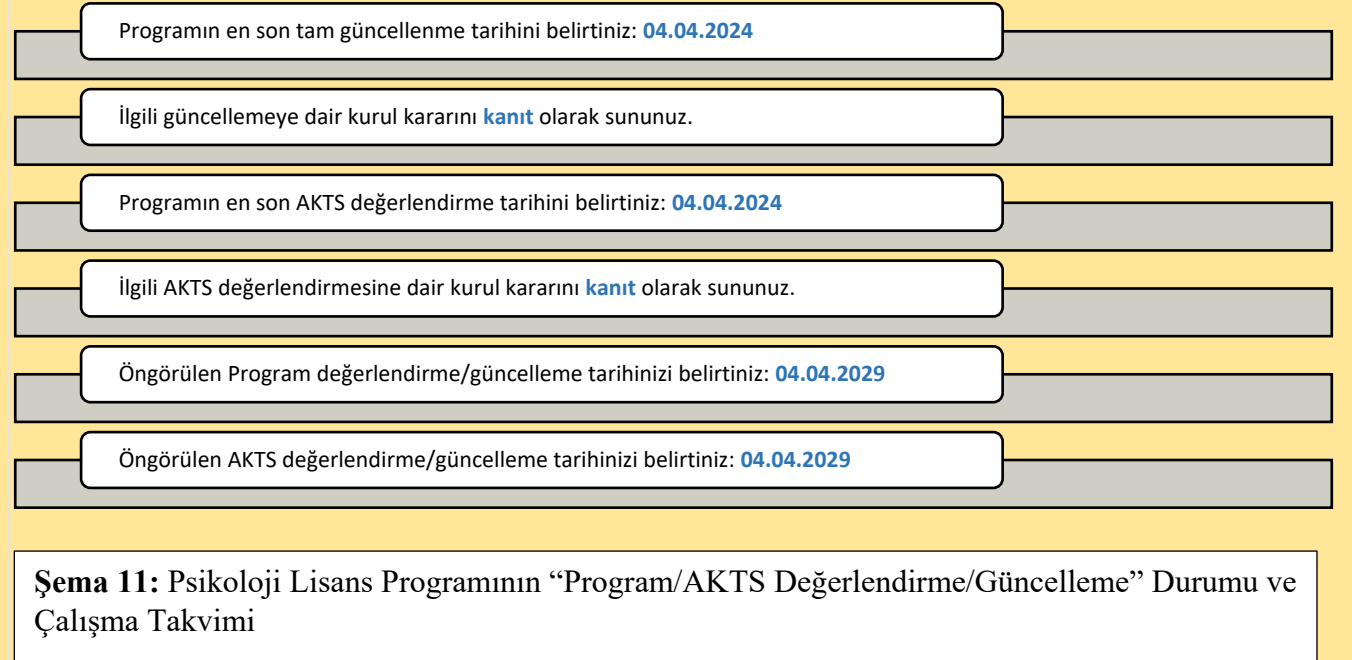 Programın en son tam güncellenme tarihini belirtiniz: 04.04.2024
İlgili güncellemeye dair kurul kararını kanıt olarak sununuz.
Programın en son AKTS değerlendirme tarihini belirtiniz: 04.04.2024
İlgili AKTS değerlendirmesine dair kurul kararını kanıt olarak sununuz.
Öngörülen Program değerlendirme/güncelleme tarihinizi belirtiniz: 04.04.2029
Öngörülen AKTS değerlendirme/güncelleme tarihinizi belirtiniz: 04.04.2029
Şema 11: Psikoloji Lisans Programının “Program/AKTS Değerlendirme/Güncelleme” Durumu ve
Çalışma Takvimi